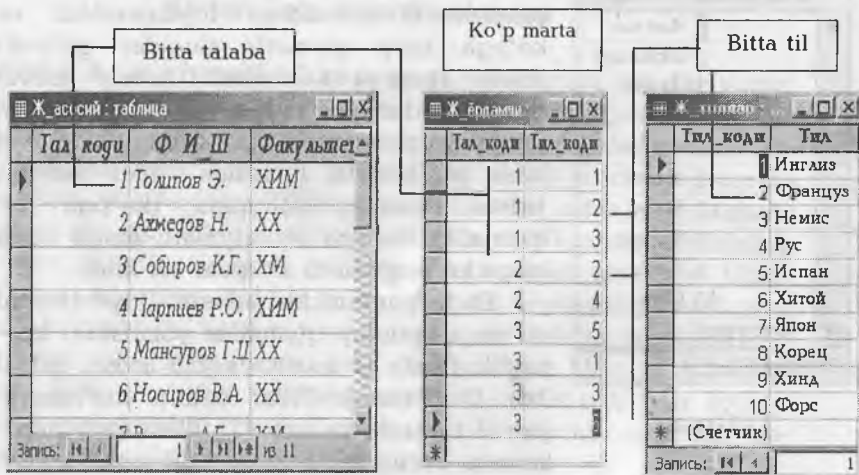 Bitta talaba
Ko'p marta
Bitta til
Ж_асосий : таблица
Тал_коди Ф_И_Ш Факультет
1 Толипов Э. ХИМ
2 Ахмедов Н. ХХ
3 Собиров К.Г. ХМ
4 Парпиев Р.О. ХИМ
5 Мансуров Г.Ц ХХ
6 Носиров В.А ХХ
Запись: 1 из 11
Ж_ёрдамчи
Тал_коди Тил_коди
1 1
1 2
1 3
2 2
2 4
3 5
3 1
3 3
3
Тил_коди Тил
1 Инглиз
2 Француз
3 Немис
4 Рус
5 Испан
6 Хитой
7 Япон
8 Корец
9 Хинд
10 Форс
(Счетчик)
Запись: 1